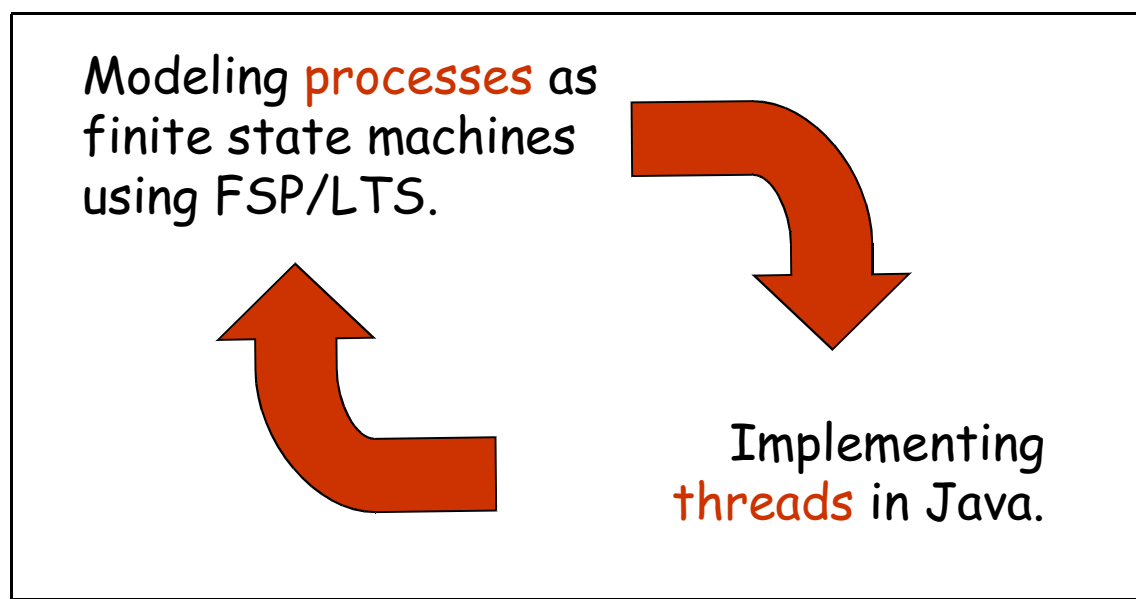 Modeling processes as
finite state machines
using FSP/LTS.
Implementing
threads in Java.